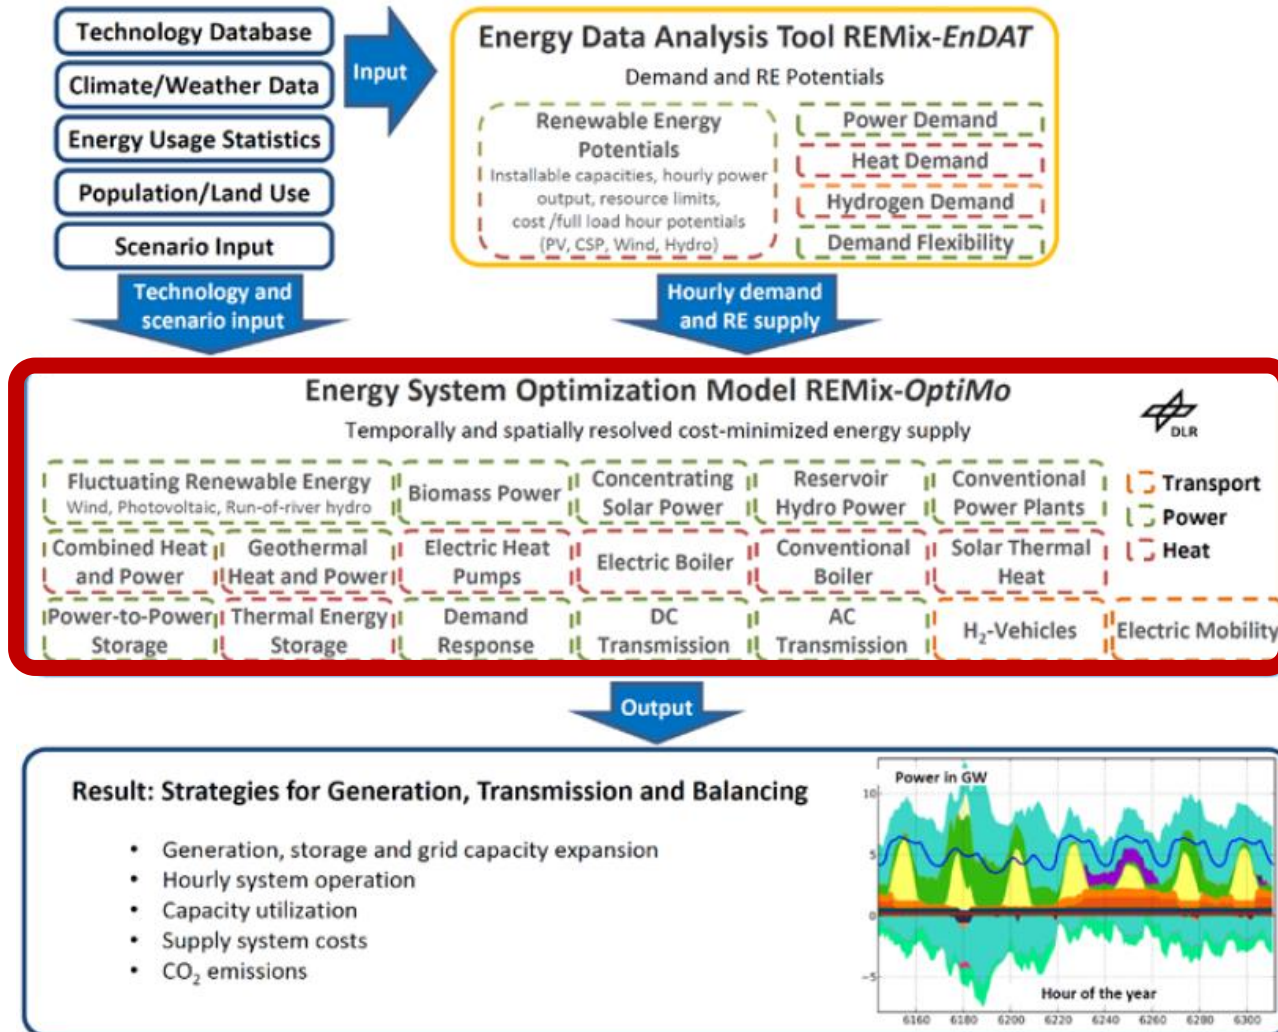 Technology Database
Climate/Weather Data
Energy Usage Statistics
Population/Land Use
Scenario Input
Input
Energy Data Analysis Tool REMix-EnDAT
Demand and RE Potentials
Renewable Energy
Potentials
Installable capacities, hourly power
output, resource limits,
cost /full load hour potentials
(PV, CSP, Wind, Hydro)
Power Demand
Heat Demand
Hydrogen Demand
Demand Flexibility
Technology and
scenario input
Hourly demand
and RE supply
Energy System Optimization Model REMix-OptiMo
Temporally and spatially resolved cost-minimized energy supply
DLR
Fluctuating Renewable Energy
Wind, Photovoltaic, Run-of-river hydro
Biomass Power
Concentrating
Solar Power
Reservoir
Hydro Power
Conventional
Power Plants
Transport
Power
Heat
Combined Heat
and Power
Geothermal
Heat and Power
Electric Heat
Pumps
Electric Boiler
Conventional
Boiler
Solar Thermal
Heat
Power-to-Power
Storage
Thermal Energy
Storage
Demand
Response
DC
Transmission
AC
Transmission
H₂-Vehicles
Electric Mobility
Output
Result: Strategies for Generation, Transmission and Balancing
• Generation, storage and grid capacity expansion
• Hourly system operation
• Capacity utilization
• Supply system costs
• CO₂ emissions
Power in GW
10
5
0
−5
Hour of the year
6160 6180 6200 6220 6240 6260 6280 6300